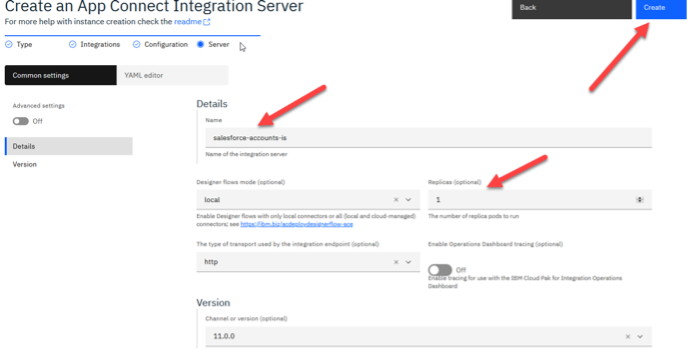 Create an App Connect Integration Server
Back
Create
For more help with instance creation check the readme
Type
Integrations
Configuration
Server
Common settings
YAML editor
Advanced settings
Off
Details
Version
Details
Name
salesforce-accounts-is
Name of the integration server
Designer flows mode (optional)
local
Enable Designer flows with only local connectors or all (local and cloud-managed)
connectors; see https://ibm.biz/acdeploydesignerflow-ace
Replicas (optional)
1
The number of replica pods to run
The type of transport used by the integration endpoint (optional)
http
Enable Operations Dashboard tracing (optional)
Off
Enable tracing for use with the IBM Cloud Pak for Integration Operations
Dashboard
Version
Channel or version (optional)
11.0.0